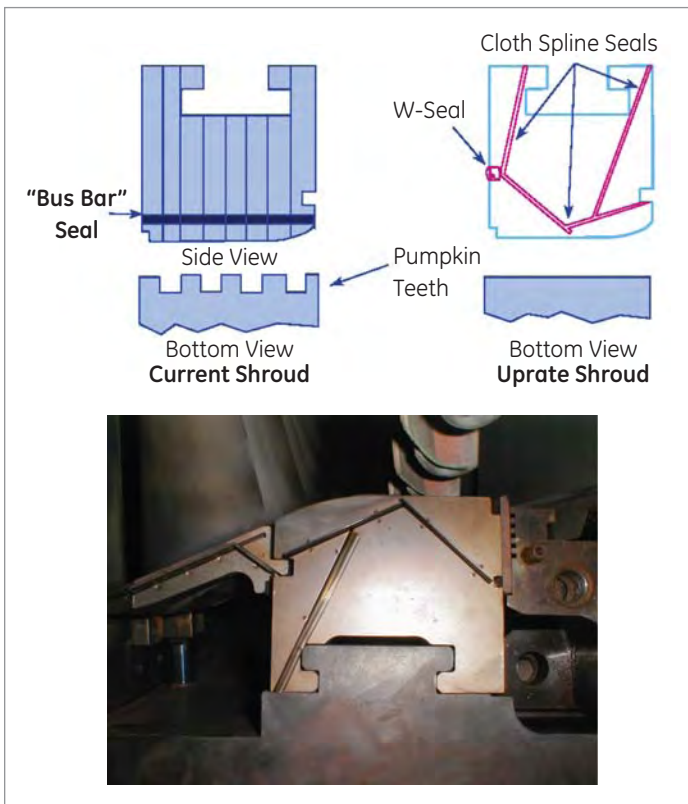 Cloth Spline Seals
W-Seal
“Bus Bar”
Seal
Side View
Pumpkin
Teeth
Bottom View
Current Shroud
Bottom View
Uprate Shroud